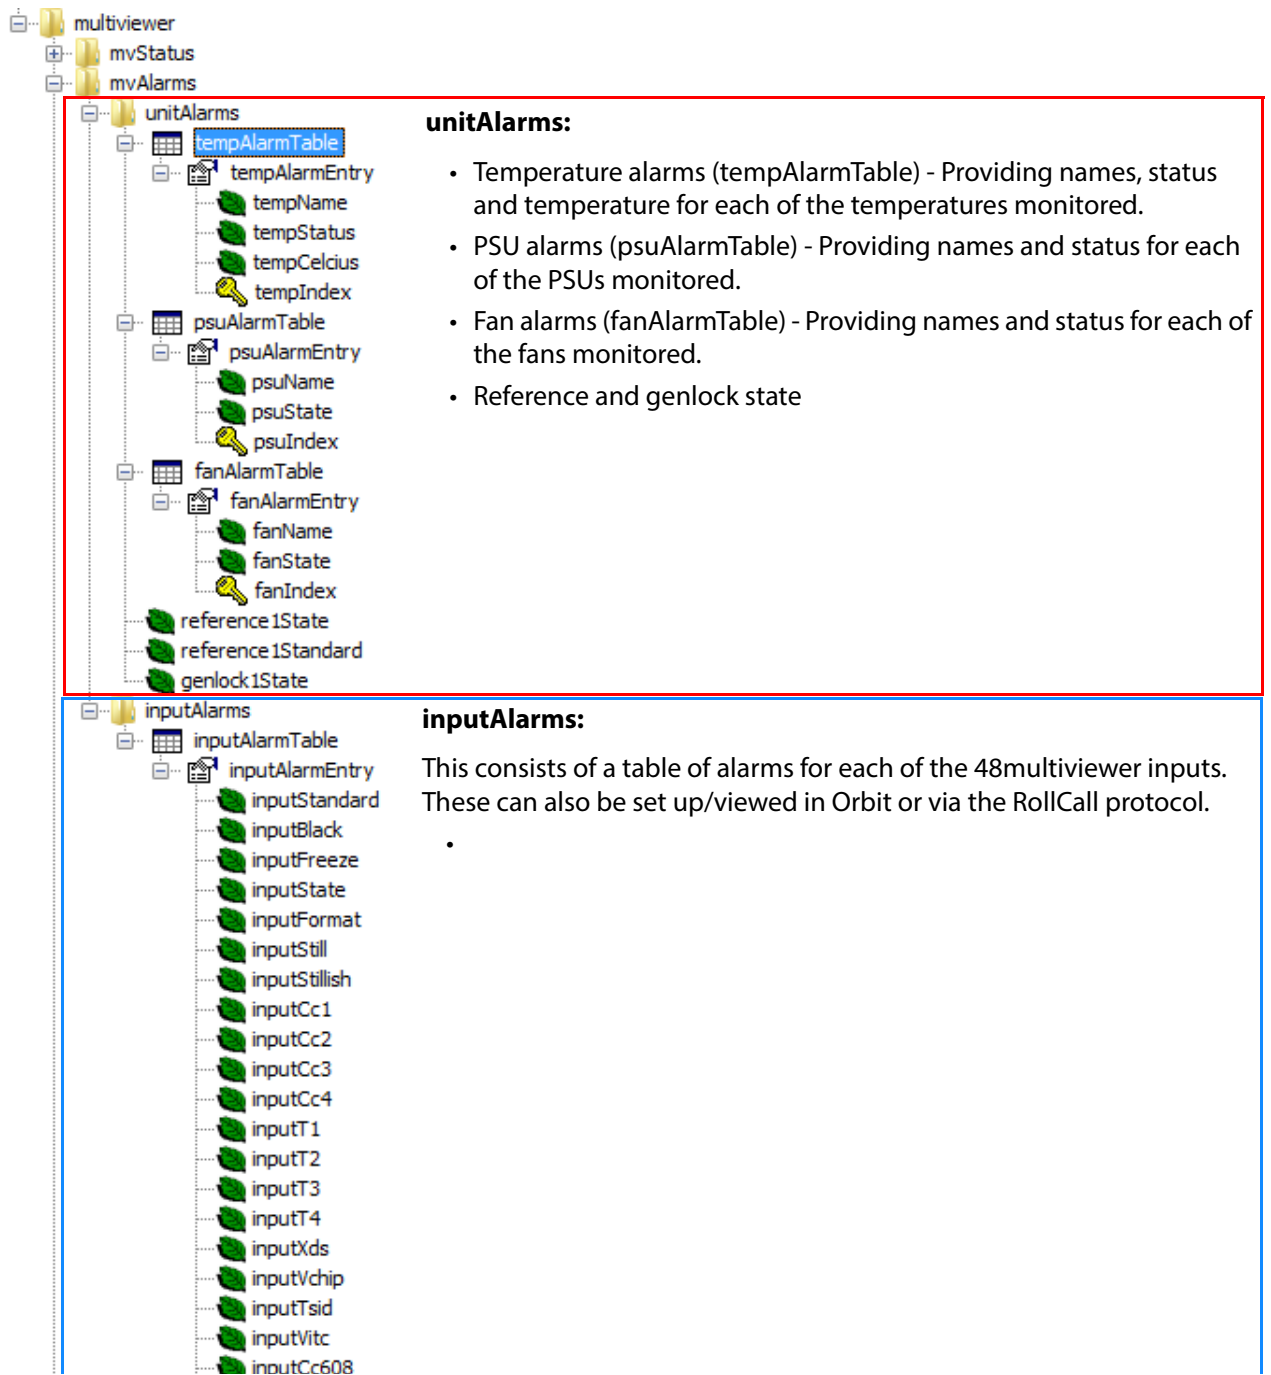 multiviewer
mvStatus
mvAlarms
unitAlarms
tempAlarmTable
tempAlarmEntry
tempName
tempStatus
tempCelcius
tempIndex
psuAlarmTable
psuAlarmEntry
psuName
psuState
psuIndex
fanAlarmTable
fanAlarmEntry
fanName
fanState
fanIndex
reference1State
reference1Standard
genlock1State
unitAlarms:
• Temperature alarms (tempAlarmTable) - Providing names, status
and temperature for each of the temperatures monitored.
• PSU alarms (psuAlarmTable) - Providing names and status for each
of the PSUs monitored.
• Fan alarms (fanAlarmTable) - Providing names and status for each of
the fans monitored.
• Reference and genlock state
inputAlarms
inputAlarmTable
inputAlarmEntry
inputStandard
inputBlack
inputFreeze
inputState
inputFormat
inputStill
inputStillish
inputCc1
inputCc2
inputCc3
inputCc4
inputT1
inputT2
inputT3
inputT4
inputXds
inputVchip
inputTsid
inputVitc
inputCc608
inputAlarms:
This consists of a table of alarms for each of the 48multiviewer inputs.
These can also be set up/viewed in Orbit or via the RollCall protocol.
•